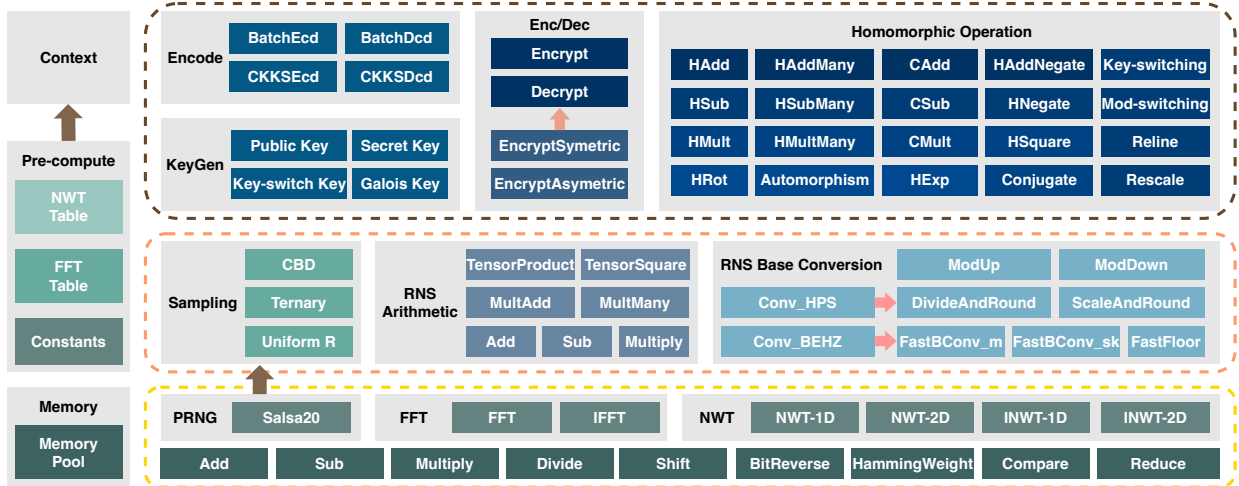 Context
Pre-compute
NWT
Table
FFT
Table
Constants
Memory
Memory
Pool
Encode
BatchEcd
BatchDcd
CKKSEcd
CKKSDcd
KeyGen
Public Key
Secret Key
Key-switch Key
Galois Key
Enc/Dec
Encrypt
Decrypt
EncryptSymetric
EncryptAsymetric
Homomorphic Operation
HAdd
HAddMany
CAdd
HAddNegate
Key-switching
HSub
HSubMany
CSub
HNegate
Mod-switching
HMult
HMultMany
CMult
HSquare
Reline
HRot
Automorphism
HExp
Conjugate
Rescale
Sampling
CBD
Ternary
Uniform R
RNS
Arithmetic
TensorProduct
TensorSquare
MultAdd
MultMany
Add
Sub
Multiply
RNS Base Conversion
ModUp
ModDown
Conv_HPS
DivideAndRound
ScaleAndRound
Conv_BEHZ
FastBConv_m
FastBConv_sk
FastFloor
PRNG
Salsa20
FFT
FFT
IFFT
NWT
NWT-1D
NWT-2D
INWT-1D
INWT-2D
Add
Sub
Multiply
Divide
Shift
BitReverse
HammingWeight
Compare
Reduce